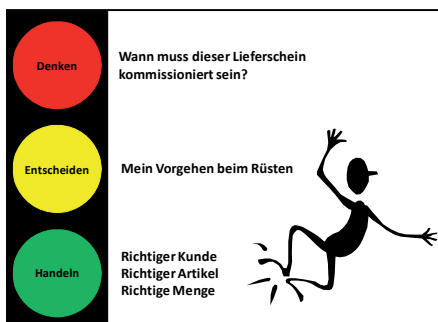 Denken
Wann muss dieser Lieferschein
kommissioniert sein?
Entscheiden
Mein Vorgehen beim Rüsten
Handeln
Richtiger Kunde
Richtiger Artikel
Richtige Menge